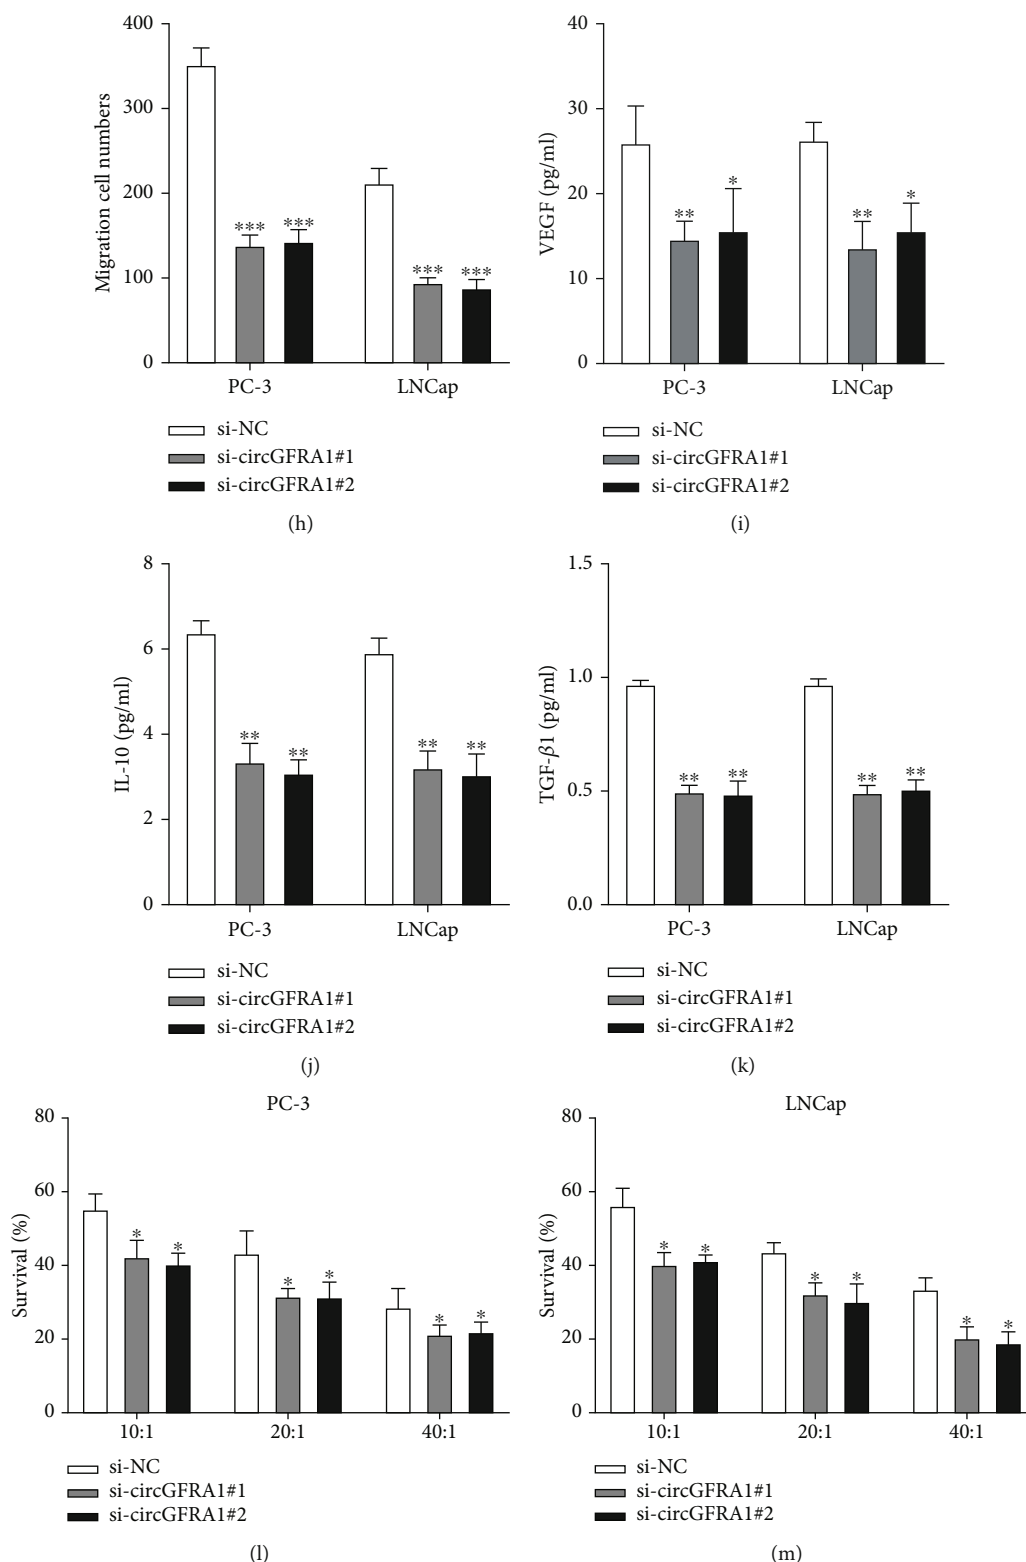 400
300
200
100
0
Migration cell numbers
***
***
***
***
PC-3
LNCap
si-NC
si-circGFRA1#1
si-circGFRA1#2
(h)
40
30
20
10
0
VEGF (pg/ml)
**
*
**
*
PC-3
LNCap
si-NC
si-circGFRA1#1
si-circGFRA1#2
(i)
8
6
4
2
0
IL-10 (pg/ml)
**
**
**
**
PC-3
LNCap
si-NC
si-circGFRA1#1
si-circGFRA1#2
(j)
1.5
1.0
0.5
0.0
TGF-β1 (pg/ml)
**
**
**
**
PC-3
LNCap
si-NC
si-circGFRA1#1
si-circGFRA1#2
(k)
PC-3
80
60
40
20
0
Survival (%)
*
*
*
*
*
*
10:1
20:1
40:1
si-NC
si-circGFRA1#1
si-circGFRA1#2
(l)
LNCap
80
60
40
20
0
Survival (%)
*
*
*
*
*
*
10:1
20:1
40:1
si-NC
si-circGFRA1#1
si-circGFRA1#2
(m)